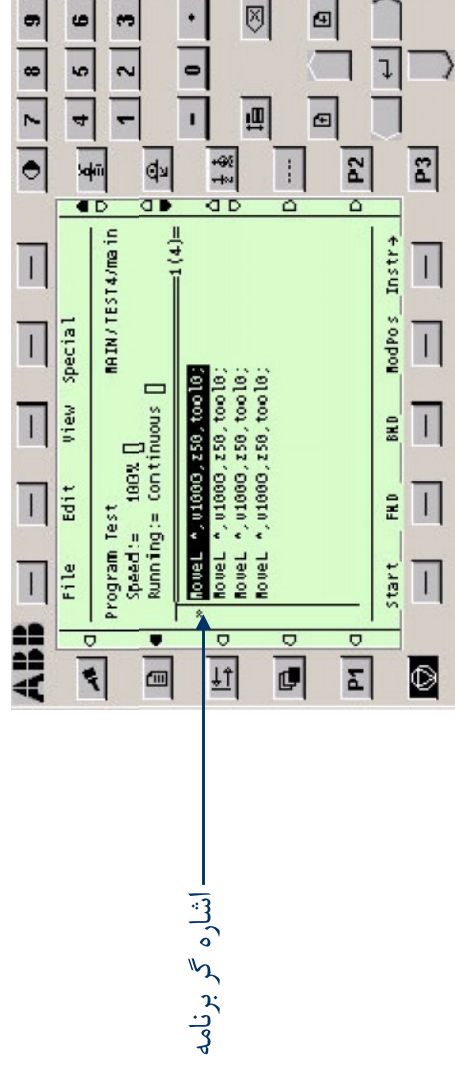 ABB
File Edit View Special
Program Test MAIN/TEST4/main
Speed:= 100%
Running:= Continuous
1(4)=
» MoveL *,v1000,z50,tool0;
MoveL *,v1000,z50,tool0;
MoveL *,v1000,z50,tool0;
MoveL *,v1000,z50,tool0;
Start FWD BWD ModPos Instr→
P1
P2
P3
7 8 9
4 5 6
1 2 3
- 0 .
اشاره گر برنامه